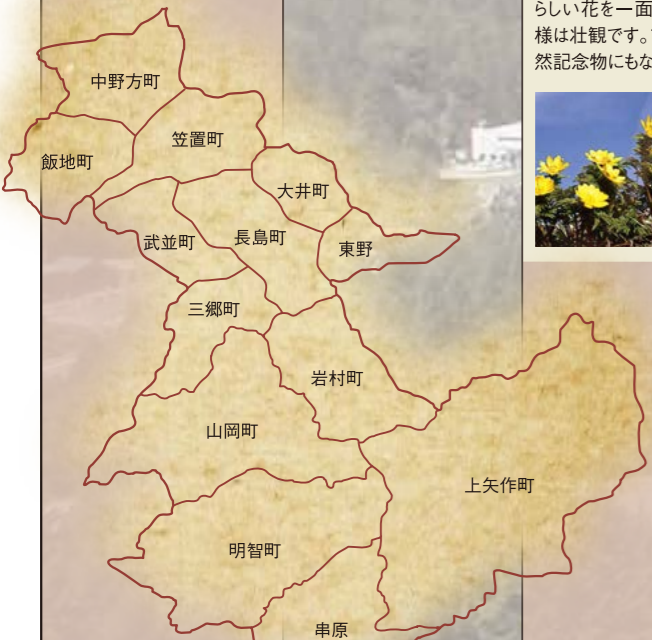 らしい花を一面
様は壮観です。
然記念物にもな
中野方町
笠置町
飯地町
大井町
武並町
長島町
東野
三郷町
岩村町
山岡町
上矢作町
明智町
串原